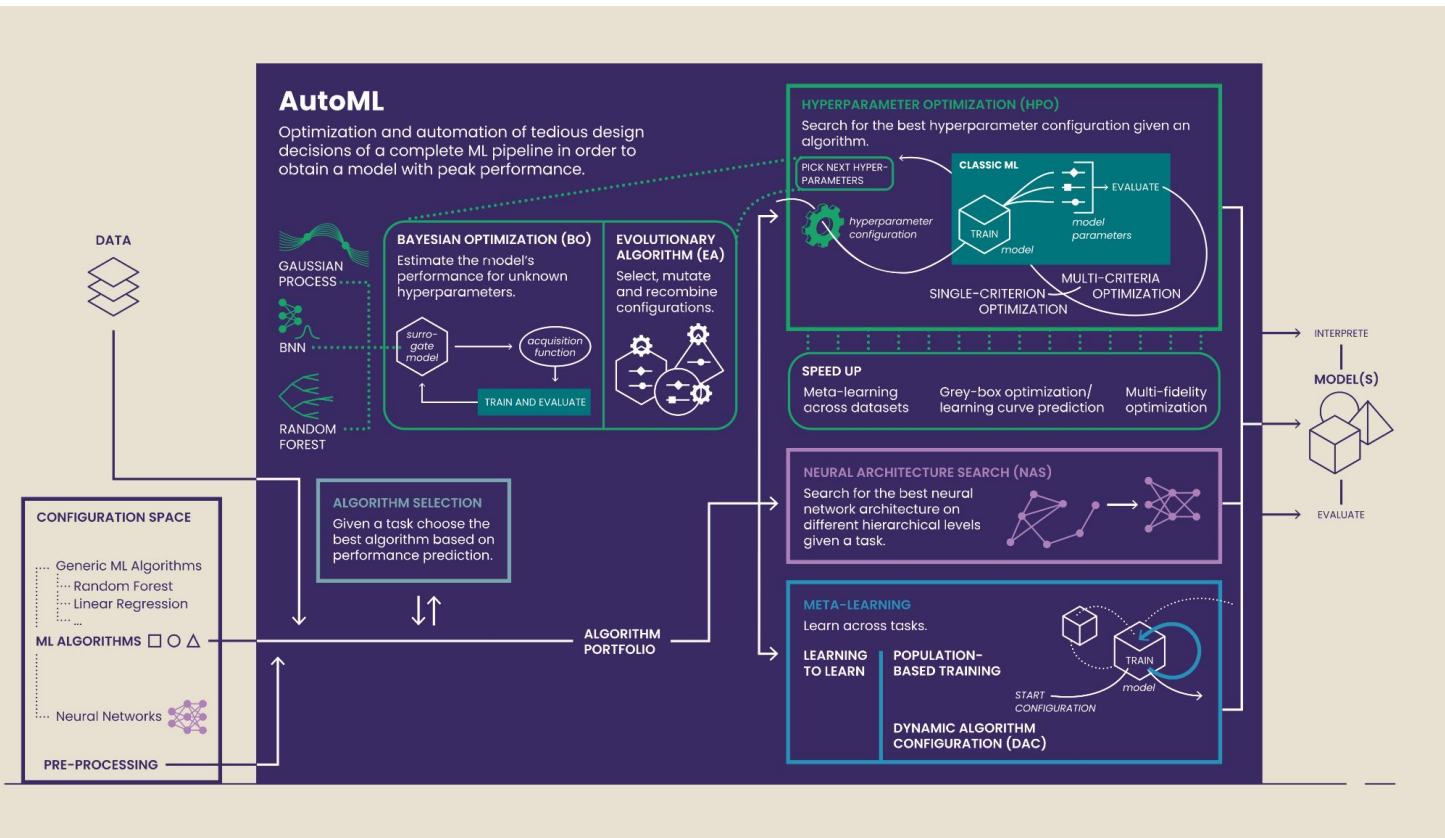 AutoML
Optimization and automation of tedious design
decisions of a complete ML pipeline in order to
obtain a model with peak performance.
DATA
GAUSSIAN
PROCESS
BNN
RANDOM
FOREST
BAYESIAN OPTIMIZATION (BO)
Estimate the model's
performance for unknown
hyperparameters.
surro-
gate
model
acquisition
function
TRAIN AND EVALUATE
EVOLUTIONARY
ALGORITHM (EA)
Select, mutate
and recombine
configurations.
HYPERPARAMETER OPTIMIZATION (HPO)
Search for the best hyperparameter configuration given an
algorithm.
PICK NEXT HYPER-
PARAMETERS
hyperparameter
configuration
CLASSIC ML
TRAIN
model
EVALUATE
model
parameters
MULTI-CRITERIA
OPTIMIZATION
SINGLE-CRITERION
OPTIMIZATION
SPEED UP
Meta-learning
across datasets
Grey-box optimization/
learning curve prediction
Multi-fidelity
optimization
NEURAL ARCHITECTURE SEARCH (NAS)
Search for the best neural
network architecture on
different hierarchical levels
given a task.
META-LEARNING
Learn across tasks.
LEARNING
TO LEARN
POPULATION-
BASED TRAINING
DYNAMIC ALGORITHM
CONFIGURATION (DAC)
START
CONFIGURATION
TRAIN
model
ALGORITHM SELECTION
Given a task choose the
best algorithm based on
performance prediction.
ALGORITHM
PORTFOLIO
CONFIGURATION SPACE
Generic ML Algorithms
Random Forest
Linear Regression
...
ML ALGORITHMS
Neural Networks
PRE-PROCESSING
INTERPRETE
MODEL(S)
EVALUATE